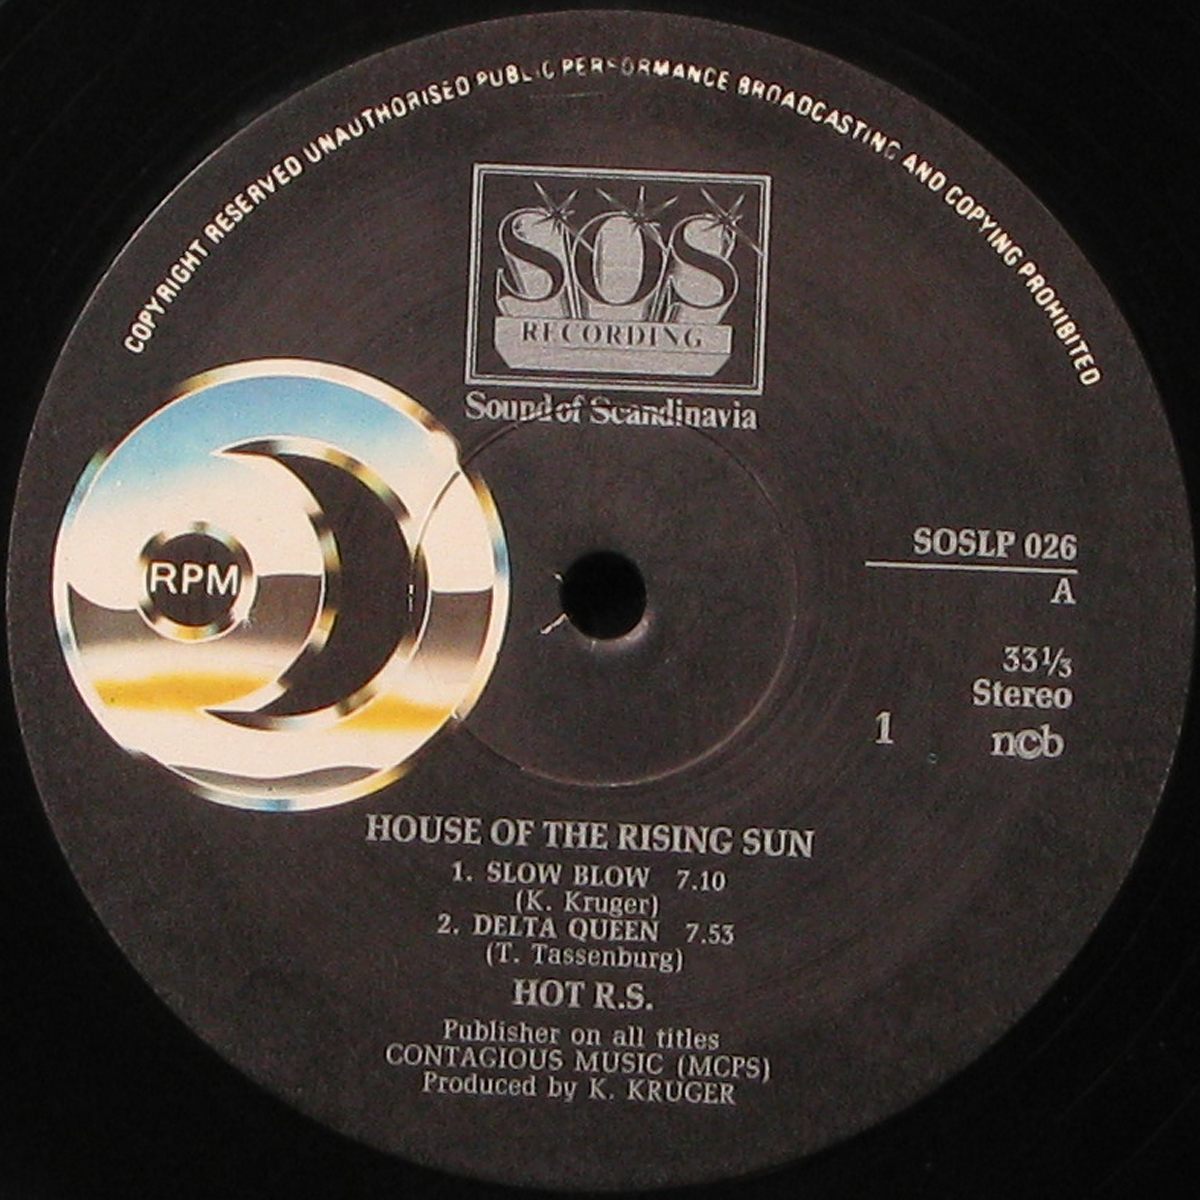 COPYRIGHT RESERVED UNAUTHORISED PUBLIC PERFORMANCE BROADCASTING AND COPYING PROHIBITED
SOS
RECORDING
Sound of Scandinavia
RPM
SOSLP 026
A
33⅓
Stereo
1 ncb
HOUSE OF THE RISING SUN
1. SLOW BLOW 7.10
(K. Kruger)
2. DELTA QUEEN 7.53
(T. Tassenburg)
HOT R.S.
Publisher on all titles
CONTAGIOUS MUSIC (MCPS)
Produced by K. KRUGER